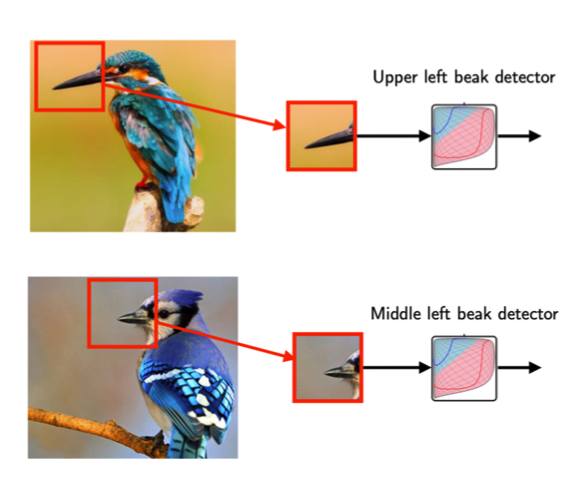 Upper left beak detector
Middle left beak detector